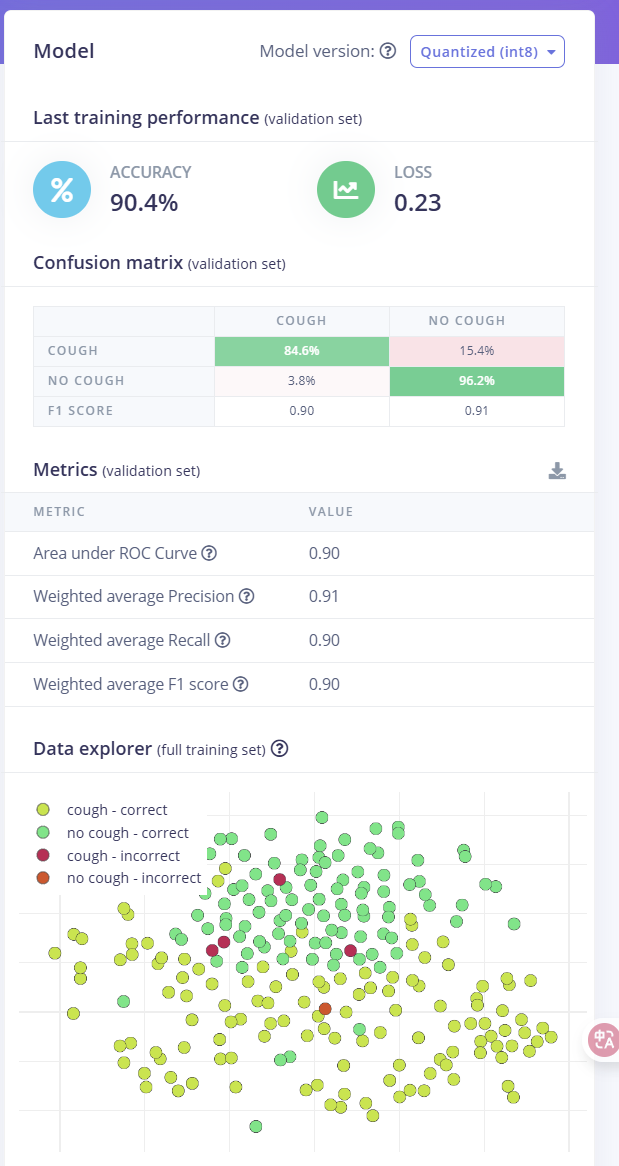 Model Model version: Quantized (int8)
Last training performance (validation set)
ACCURACY LOSS
% 90.4% 0.23
Confusion matrix (validation set)
COUGH NO COUGH
COUGH 84.6% 15.4%
NO COUGH 3.8% 96.2%
F1 SCORE 0.90 0.91
Metrics (validation set)
METRIC VALUE
Area under ROC Curve ? 0.90
Weighted average Precision ? 0.91
Weighted average Recall ? 0.90
Weighted average F1 score ? 0.90
Data explorer (full training set) ?
cough - correct
no cough - correct
cough - incorrect
no cough - incorrect
中A